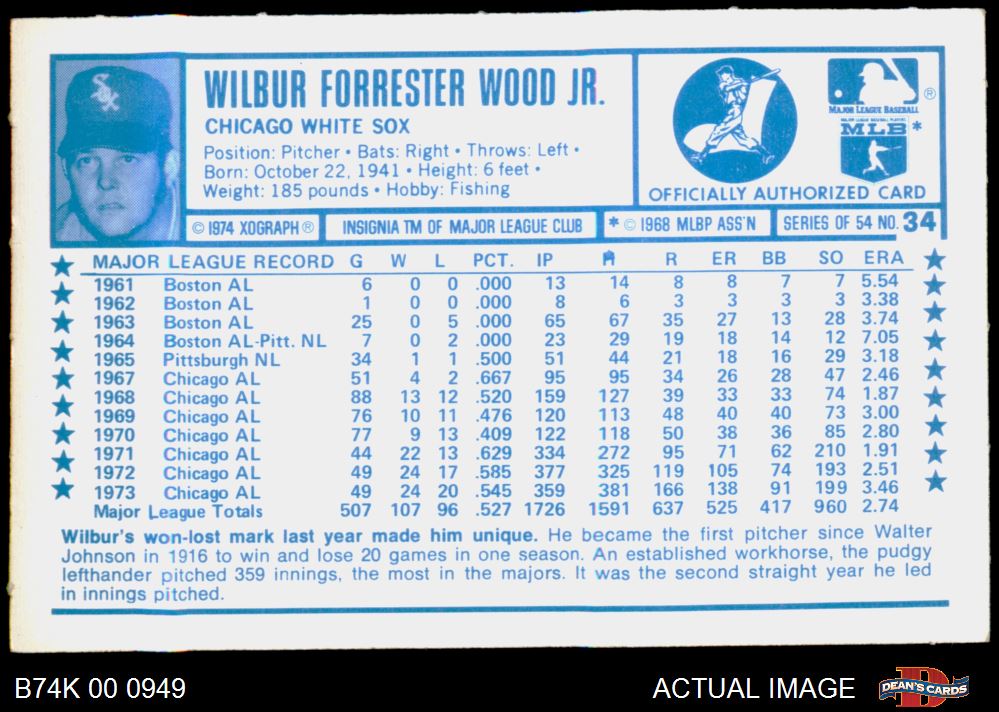 Sox
WILBUR FORRESTER WOOD JR.
CHICAGO WHITE SOX
Position: Pitcher • Bats: Right • Throws: Left •
Born: October 22, 1941 • Height: 6 feet •
Weight: 185 pounds • Hobby: Fishing
MAJOR LEAGUE BASEBALL ®
MAJOR LEAGUE BASEBALL PLAYERS
MLB *
OFFICIALLY AUTHORIZED CARD
© 1974 XOGRAPH ® INSIGNIA TM OF MAJOR LEAGUE CLUB * © 1968 MLBP ASS'N SERIES OF 54 NO. 34
MAJOR LEAGUE RECORD G W L PCT. IP H R ER BB SO ERA
1961 Boston AL 6 0 0 .000 13 14 8 8 7 7 5.54
1962 Boston AL 1 0 0 .000 8 6 3 3 3 3 3.38
1963 Boston AL 25 0 5 .000 65 67 35 27 13 28 3.74
1964 Boston AL-Pitt. NL 7 0 2 .000 23 29 19 18 14 12 7.05
1965 Pittsburgh NL 34 1 1 .500 51 44 21 18 16 29 3.18
1967 Chicago AL 51 4 2 .667 95 95 34 26 28 47 2.46
1968 Chicago AL 88 13 12 .520 159 127 39 33 33 74 1.87
1969 Chicago AL 76 10 11 .476 120 113 48 40 40 73 3.00
1970 Chicago AL 77 9 13 .409 122 118 50 38 36 85 2.80
1971 Chicago AL 44 22 13 .629 334 272 95 71 62 210 1.91
1972 Chicago AL 49 24 17 .585 377 325 119 105 74 193 2.51
1973 Chicago AL 49 24 20 .545 359 381 166 138 91 199 3.46
Major League Totals 507 107 96 .527 1726 1591 637 525 417 960 2.74
Wilbur's won-lost mark last year made him unique. He became the first pitcher since Walter
Johnson in 1916 to win and lose 20 games in one season. An established workhorse, the pudgy
lefthander pitched 359 innings, the most in the majors. It was the second straight year he led
in innings pitched.
B74K 00 0949
ACTUAL IMAGE
DEAN'S CARDS